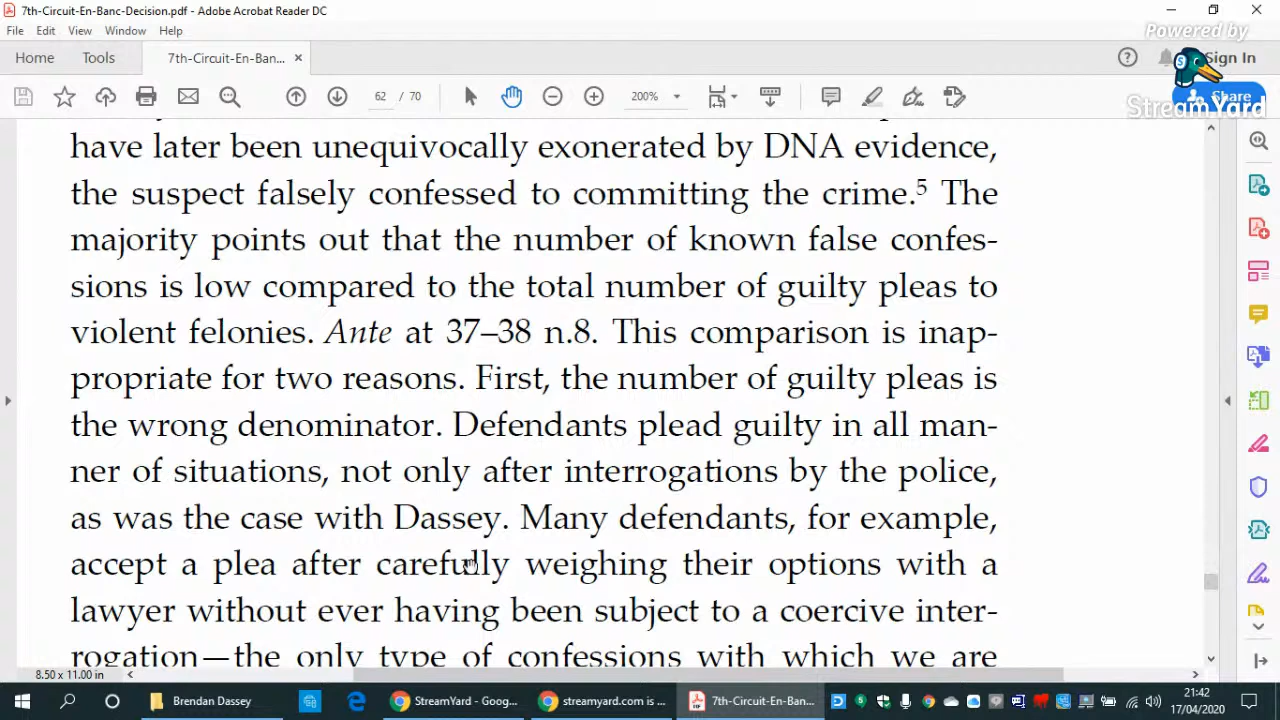 7th-Circuit-En-Banc-Decision.pdf - Adobe Acrobat Reader DC
File Edit View Window Help
Powered by
Home Tools 7th-Circuit-En-Ban... × Sign In
62 / 70 200% Share
StreamYard
have later been unequivocally exonerated by DNA evidence,
the suspect falsely confessed to committing the crime.⁵ The
majority points out that the number of known false confes-
sions is low compared to the total number of guilty pleas to
violent felonies. Ante at 37–38 n.8. This comparison is inap-
propriate for two reasons. First, the number of guilty pleas is
the wrong denominator. Defendants plead guilty in all man-
ner of situations, not only after interrogations by the police,
as was the case with Dassey. Many defendants, for example,
accept a plea after carefully weighing their options with a
lawyer without ever having been subject to a coercive inter-
rogation—the only type of confessions with which we are
8.50 x 11.00 in
Brendan Dassey StreamYard - Goog... streamyard.com is ... 7th-Circuit-En-Ban... 21:42
17/04/2020